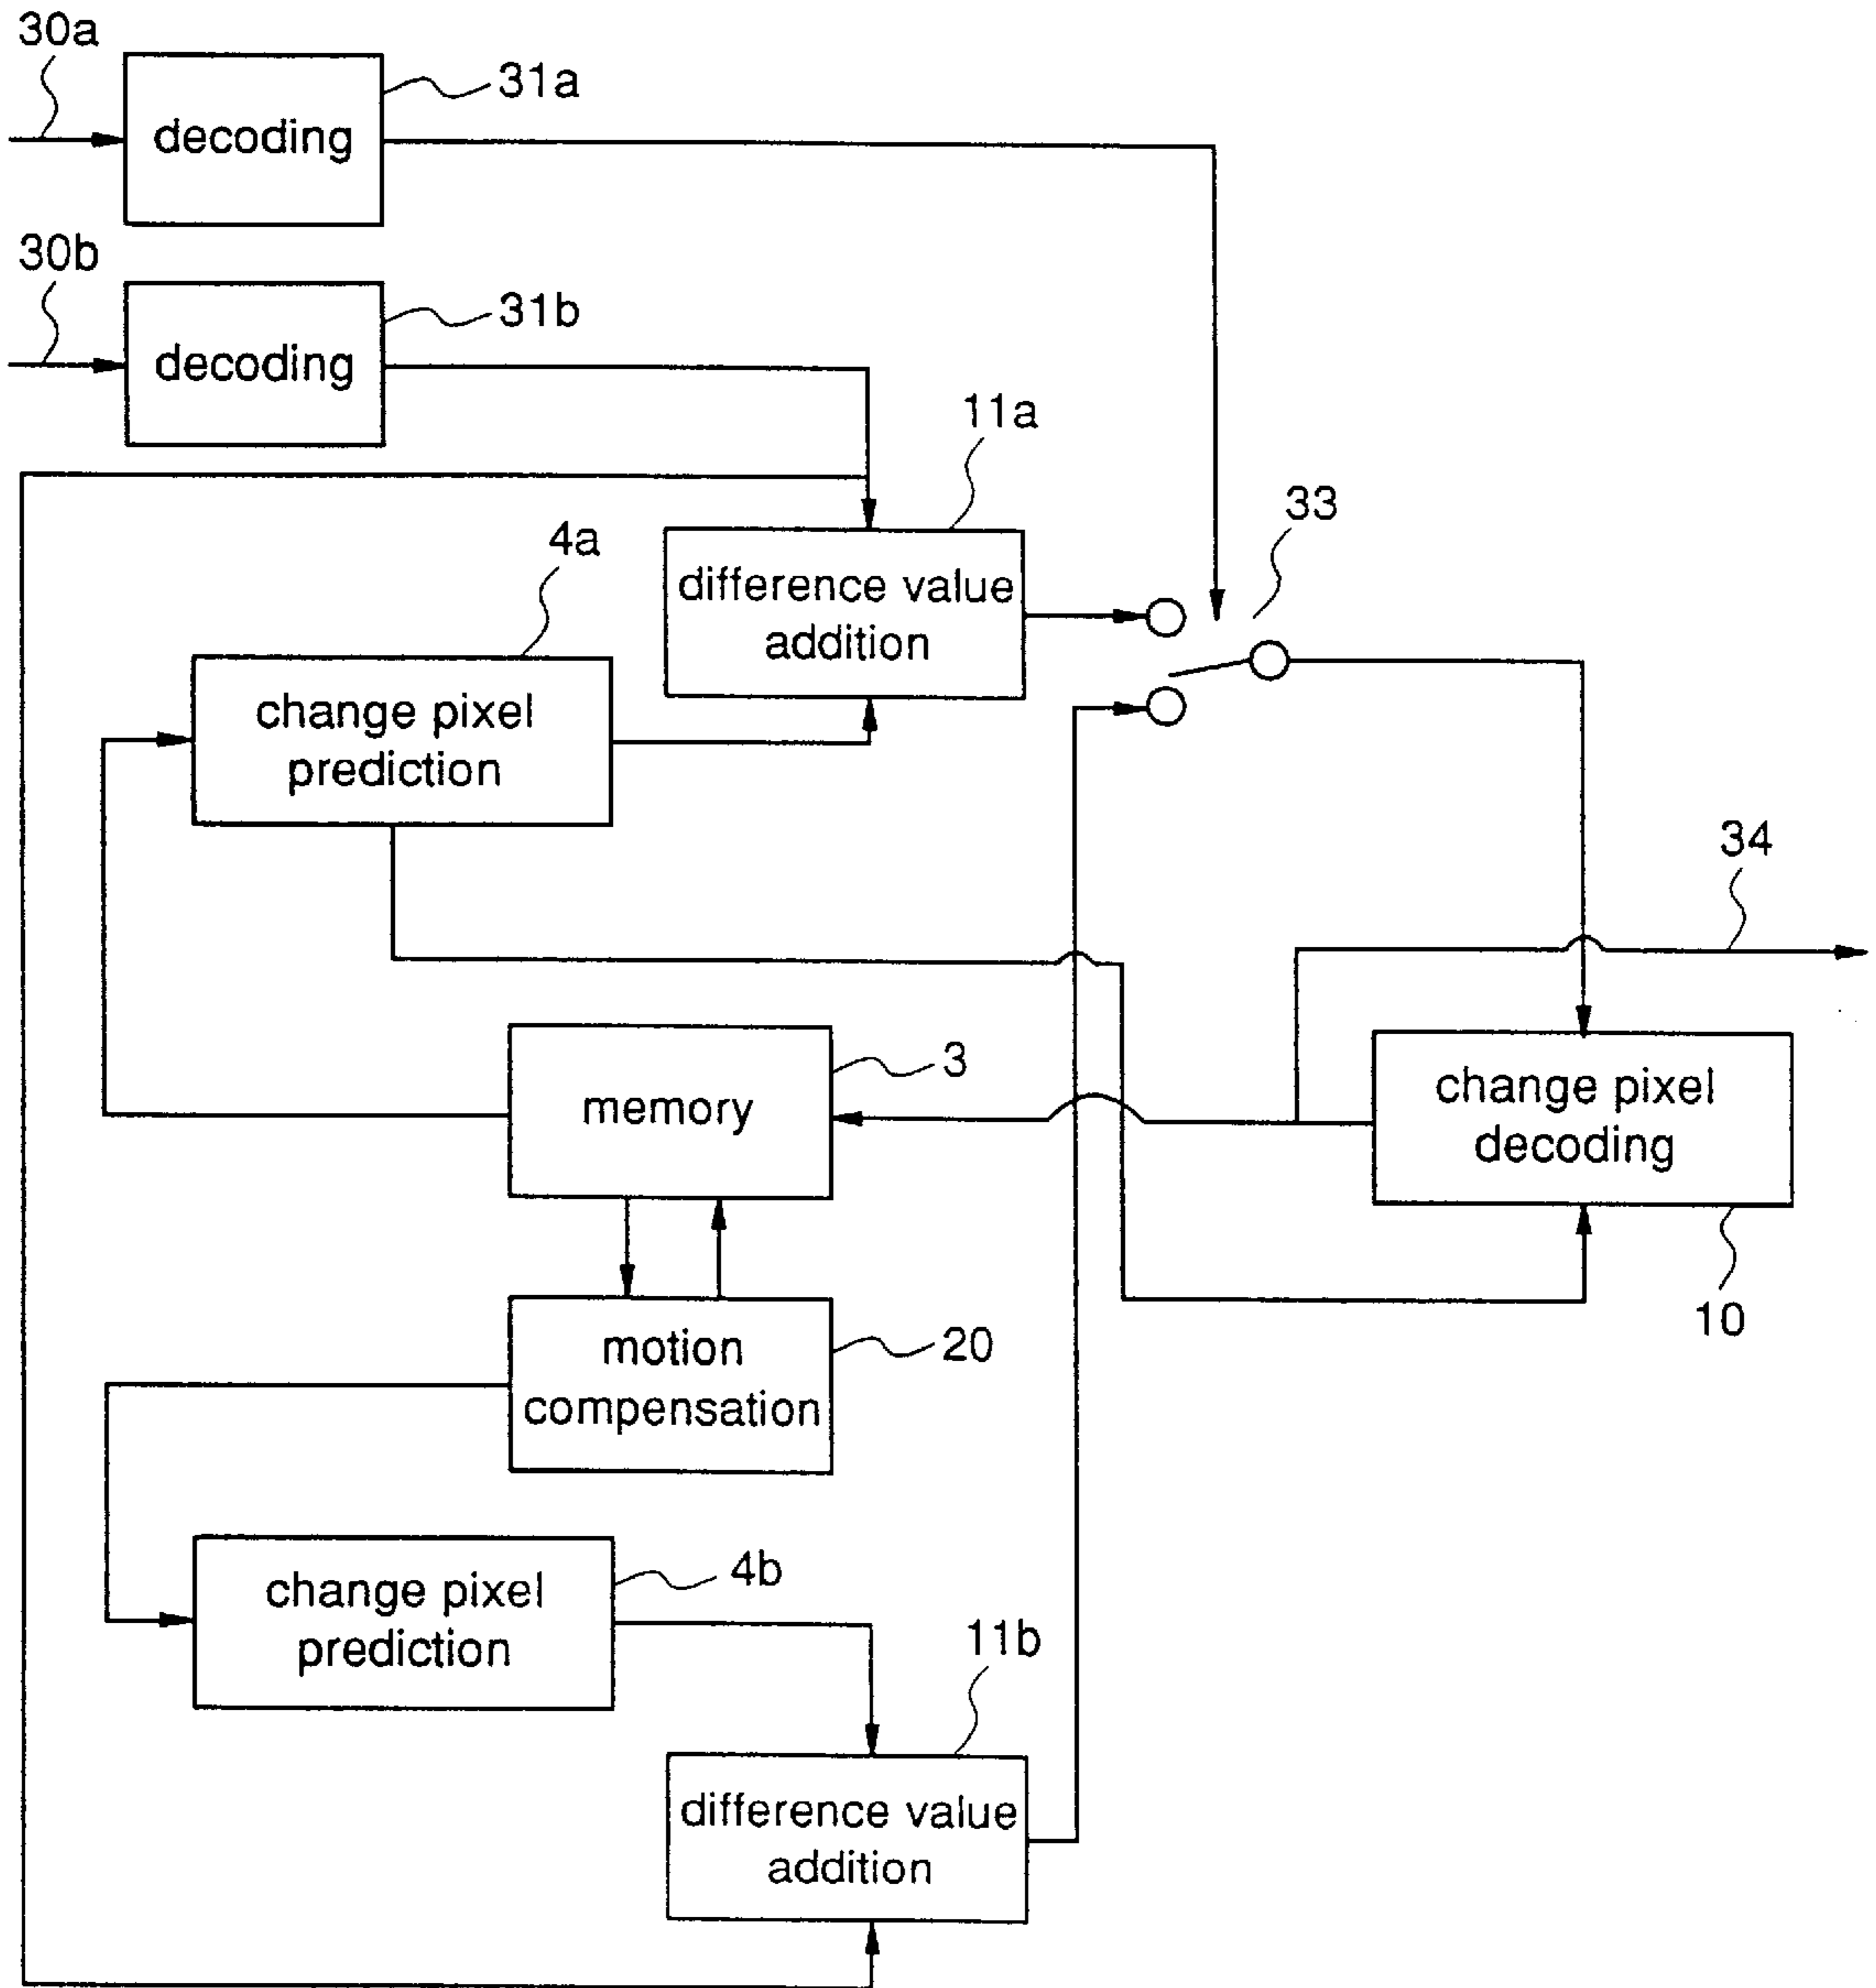 30a
31a
decoding
30b
31b
decoding
11a
33
4a
difference value
addition
change pixel
prediction
34
3
memory
change pixel
decoding
10
motion
compensation
20
4b
change pixel
prediction
11b
difference value
addition